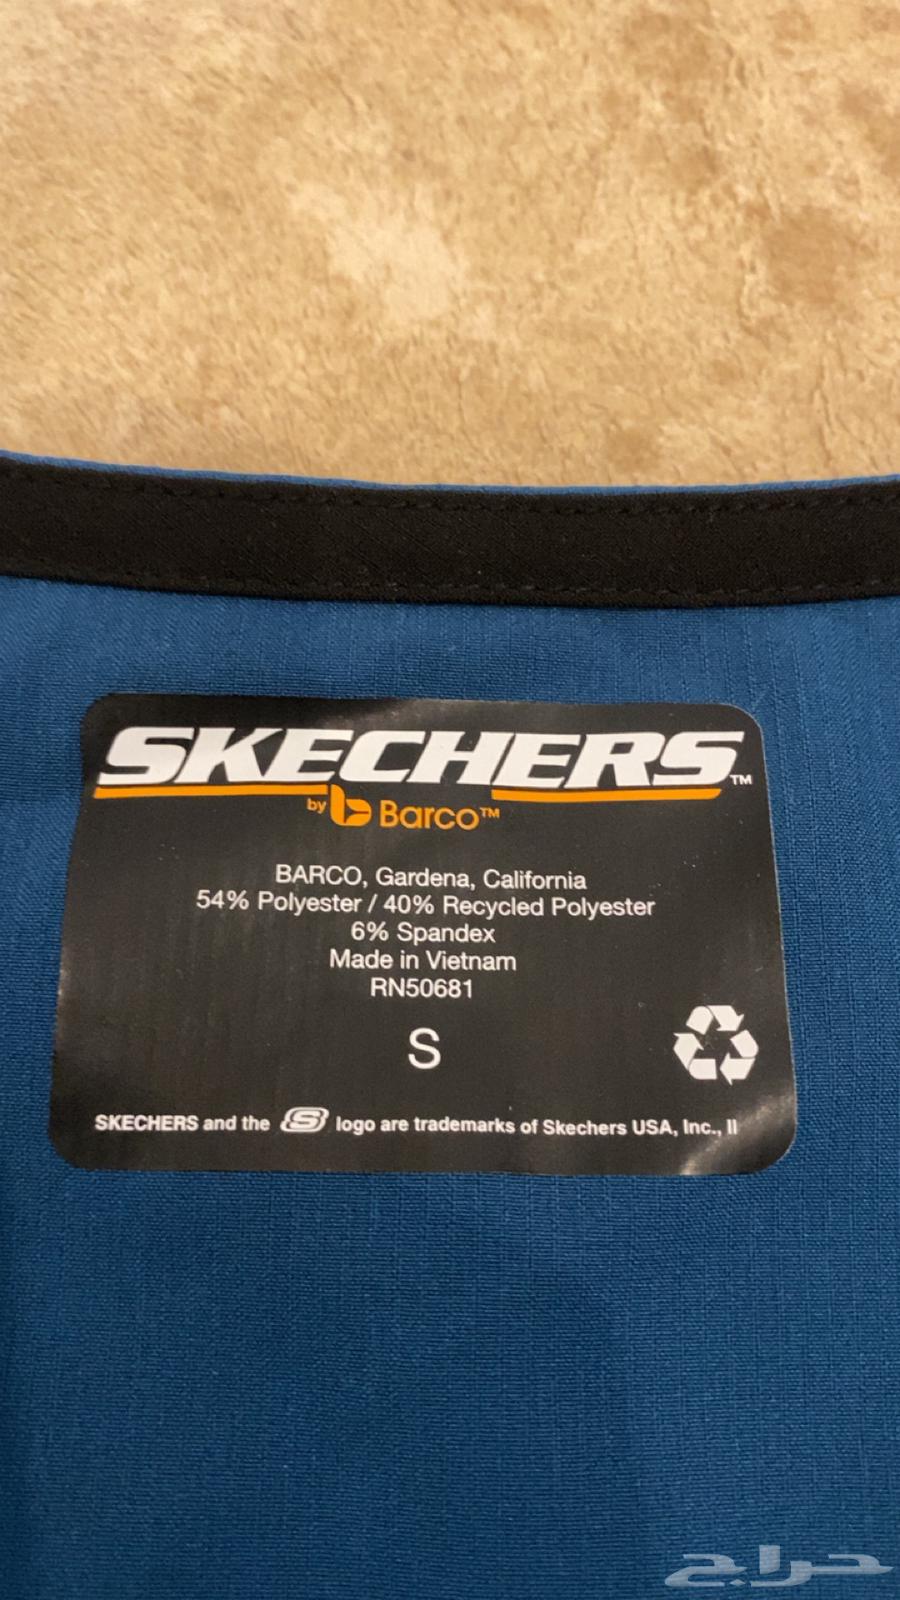 SKECHERS™
by b Barco™
BARCO, Gardena, California
54% Polyester / 40% Recycled Polyester
6% Spandex
Made in Vietnam
RN50681
S
SKECHERS and the S logo are trademarks of Skechers USA, Inc., II
حراج